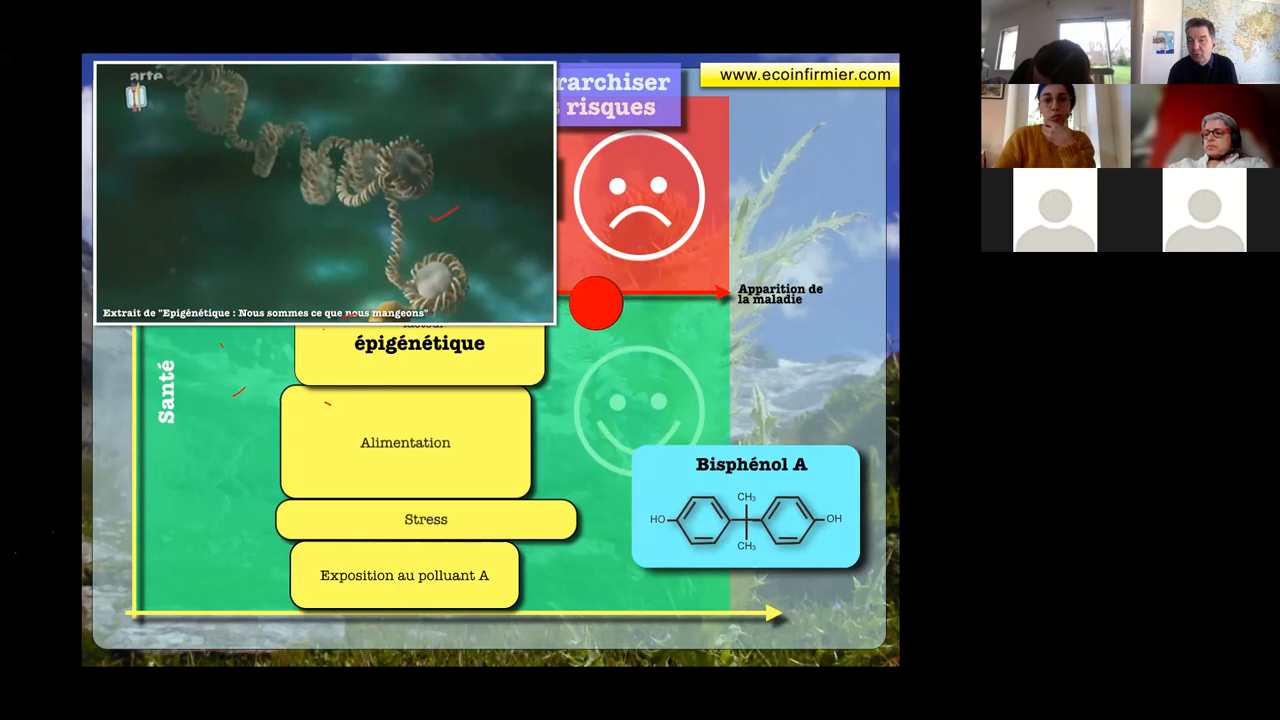 arte
rarchiser
risques
www.ecoinfirmier.com
Extrait de "Epigénétique : Nous sommes ce que nous mangeons"
Apparition de
la maladie
facteur
épigénétique
Santé
Alimentation
Stress
Exposition au polluant A
Bisphénol A
CH₃
HO
OH
CH₃